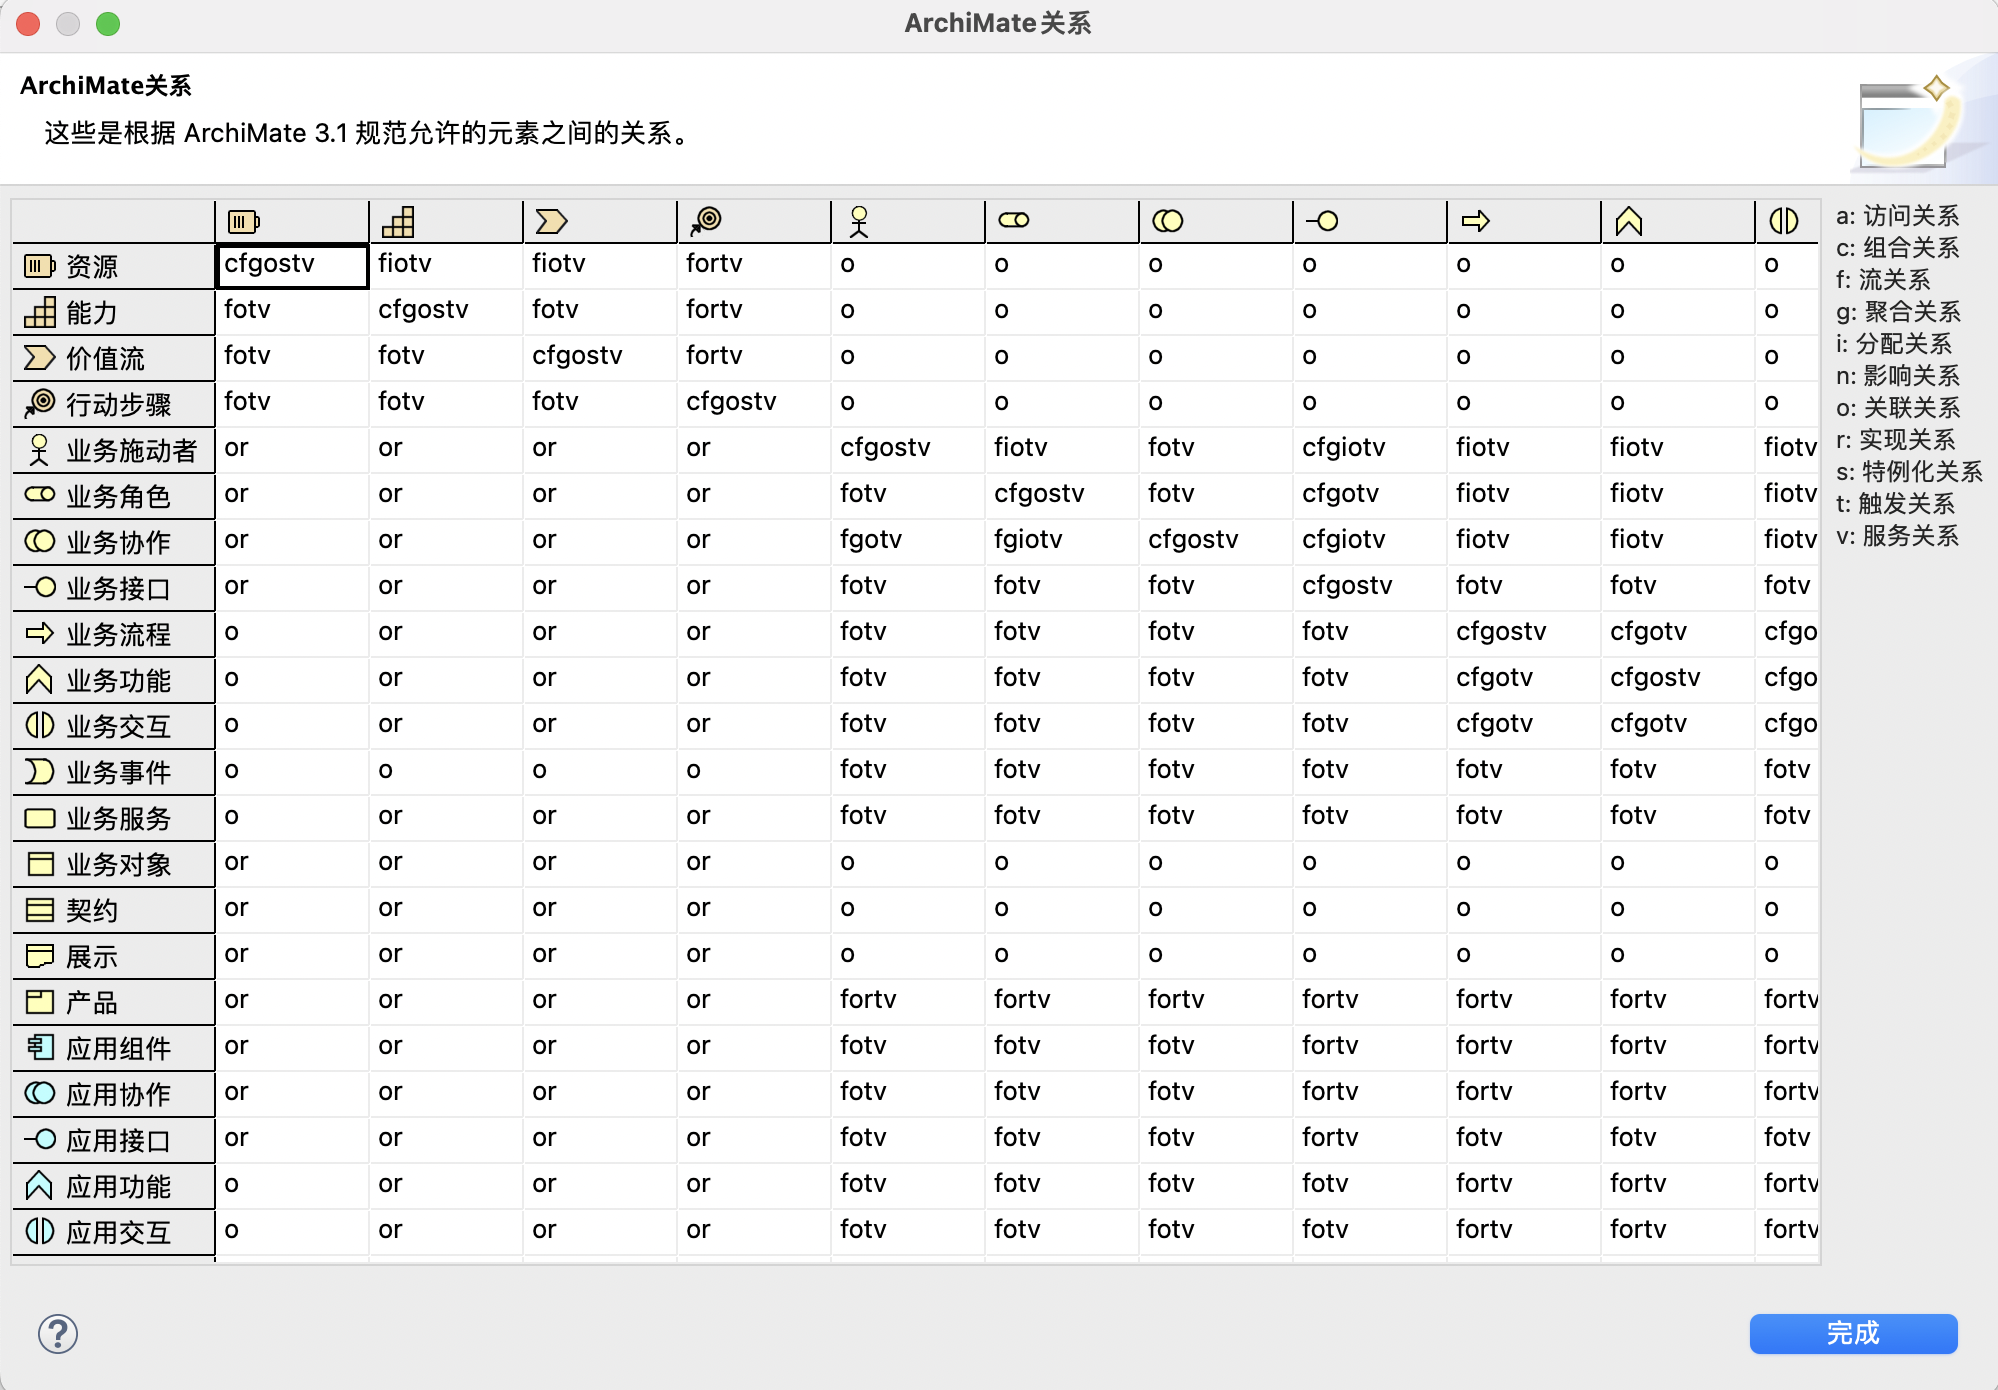 ArchiMate关系
ArchiMate关系
这些是根据 ArchiMate 3.1 规范允许的元素之间的关系。
资源 cfgostv fiotv fiotv fortv o o o o o o o
能力 fotv cfgostv fotv fortv o o o o o o o
价值流 fotv fotv cfgostv fortv o o o o o o o
行动步骤 fotv fotv fotv cfgostv o o o o o o o
业务施动者 or or or or cfgostv fiotv fotv cfgiotv fiotv fiotv fiotv
业务角色 or or or or fotv cfgostv fotv cfgotv fiotv fiotv fiotv
业务协作 or or or or fgotv fgiotv cfgostv cfgiotv fiotv fiotv fiotv
业务接口 or or or or fotv fotv fotv cfgostv fotv fotv fotv
业务流程 o or or or fotv fotv fotv fotv cfgostv cfgotv cfgo
业务功能 o or or or fotv fotv fotv fotv cfgotv cfgostv cfgo
业务交互 o or or or fotv fotv fotv fotv cfgotv cfgotv cfgo
业务事件 o o o o fotv fotv fotv fotv fotv fotv fotv
业务服务 o or or or fotv fotv fotv fotv fotv fotv fotv
业务对象 or or or or o o o o o o o
契约 or or or or o o o o o o o
展示 or or or or o o o o o o o
产品 or or or or fortv fortv fortv fortv fortv fortv fortv
应用组件 or or or or fotv fotv fotv fortv fortv fortv fortv
应用协作 or or or or fotv fotv fotv fortv fortv fortv fortv
应用接口 or or or or fotv fotv fotv fortv fotv fotv fotv
应用功能 o or or or fotv fotv fotv fotv fortv fortv fortv
应用交互 o or or or fotv fotv fotv fotv fortv fortv fortv
a: 访问关系
c: 组合关系
f: 流关系
g: 聚合关系
i: 分配关系
n: 影响关系
o: 关联关系
r: 实现关系
s: 特例化关系
t: 触发关系
v: 服务关系
?
完成